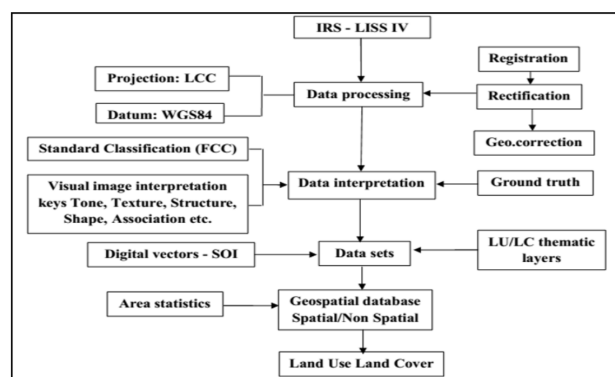 IRS - LISS IV
Registration
Projection: LCC
Data processing
Rectification
Datum: WGS84
Geo.correction
Standard Classification (FCC)
Visual image interpretation
keys Tone, Texture, Structure,
Shape, Association etc.
Data interpretation
Ground truth
Digital vectors - SOI
Data sets
LU/LC thematic
layers
Area statistics
Geospatial database
Spatial/Non Spatial
Land Use Land Cover